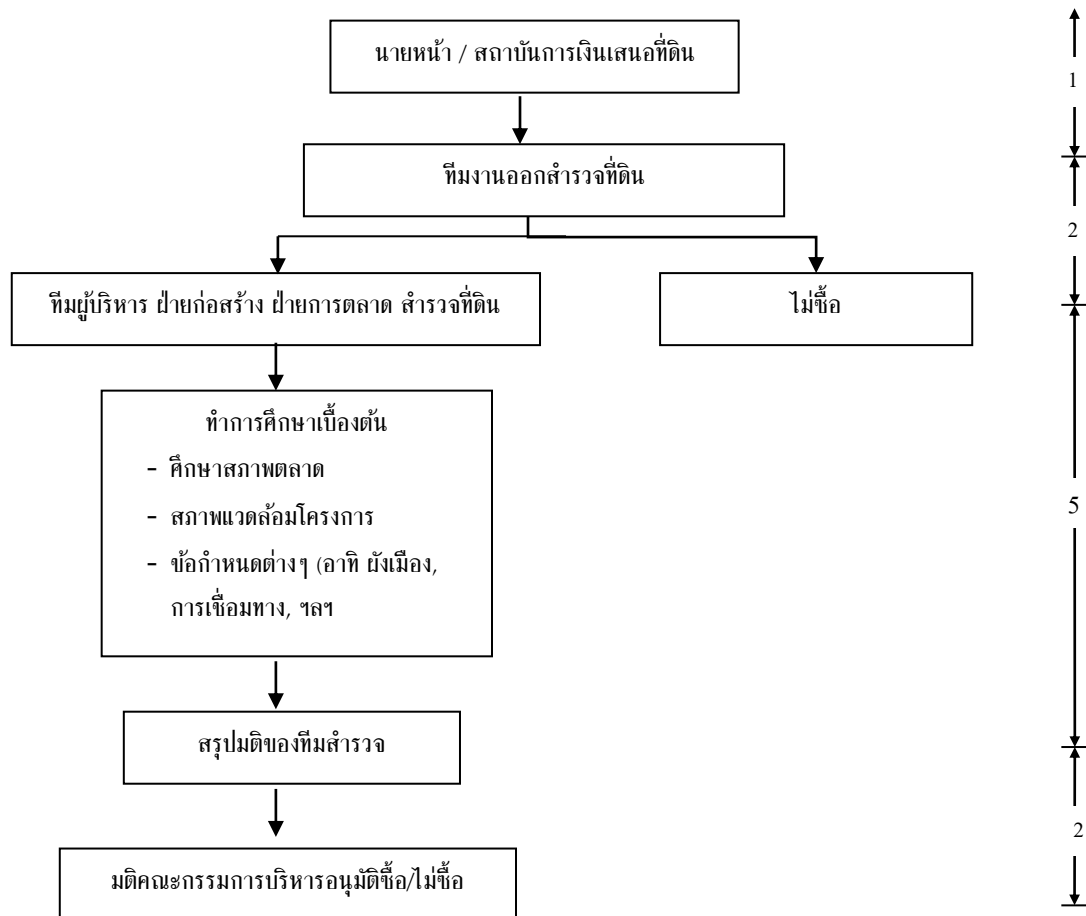 นายหน้า / สถาบันการเงินเสนอที่ดิน
1
ทีมงานออกสำรวจที่ดิน
2
ทีมผู้บริหาร ฝ่ายก่อสร้าง ฝ่ายการตลาด สำรวจที่ดิน
ไม่ซื้อ
ทำการศึกษาเบื้องต้น
- ศึกษาสภาพตลาด
- สภาพแวดล้อมโครงการ
- ข้อกำหนดต่างๆ (อาทิ ผังเมือง,
การเชื่อมทาง, ฯลฯ
5
สรุปมติของทีมสำรวจ
2
มติคณะกรรมการบริหารอนุมัติซื้อ/ไม่ซื้อ